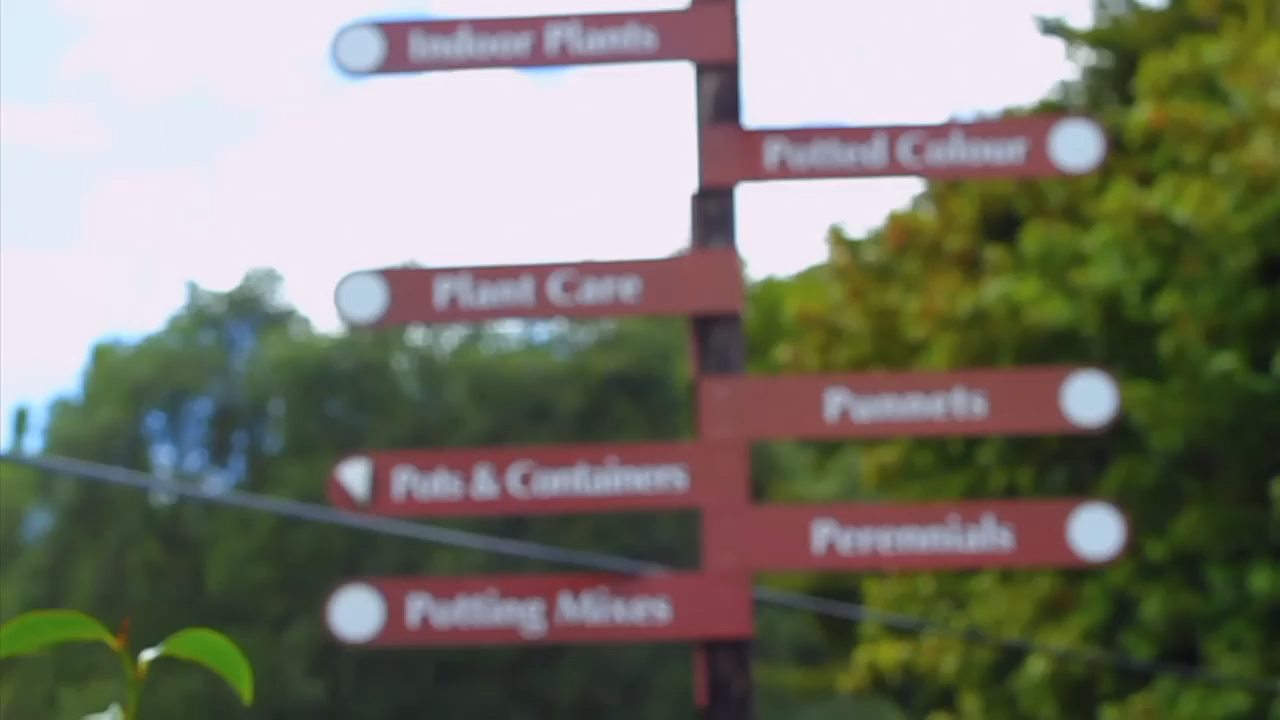 Indoor Plants
Potted Colour
Plant Care
Punnets
Pots & Containers
Perennials
Potting Mixes